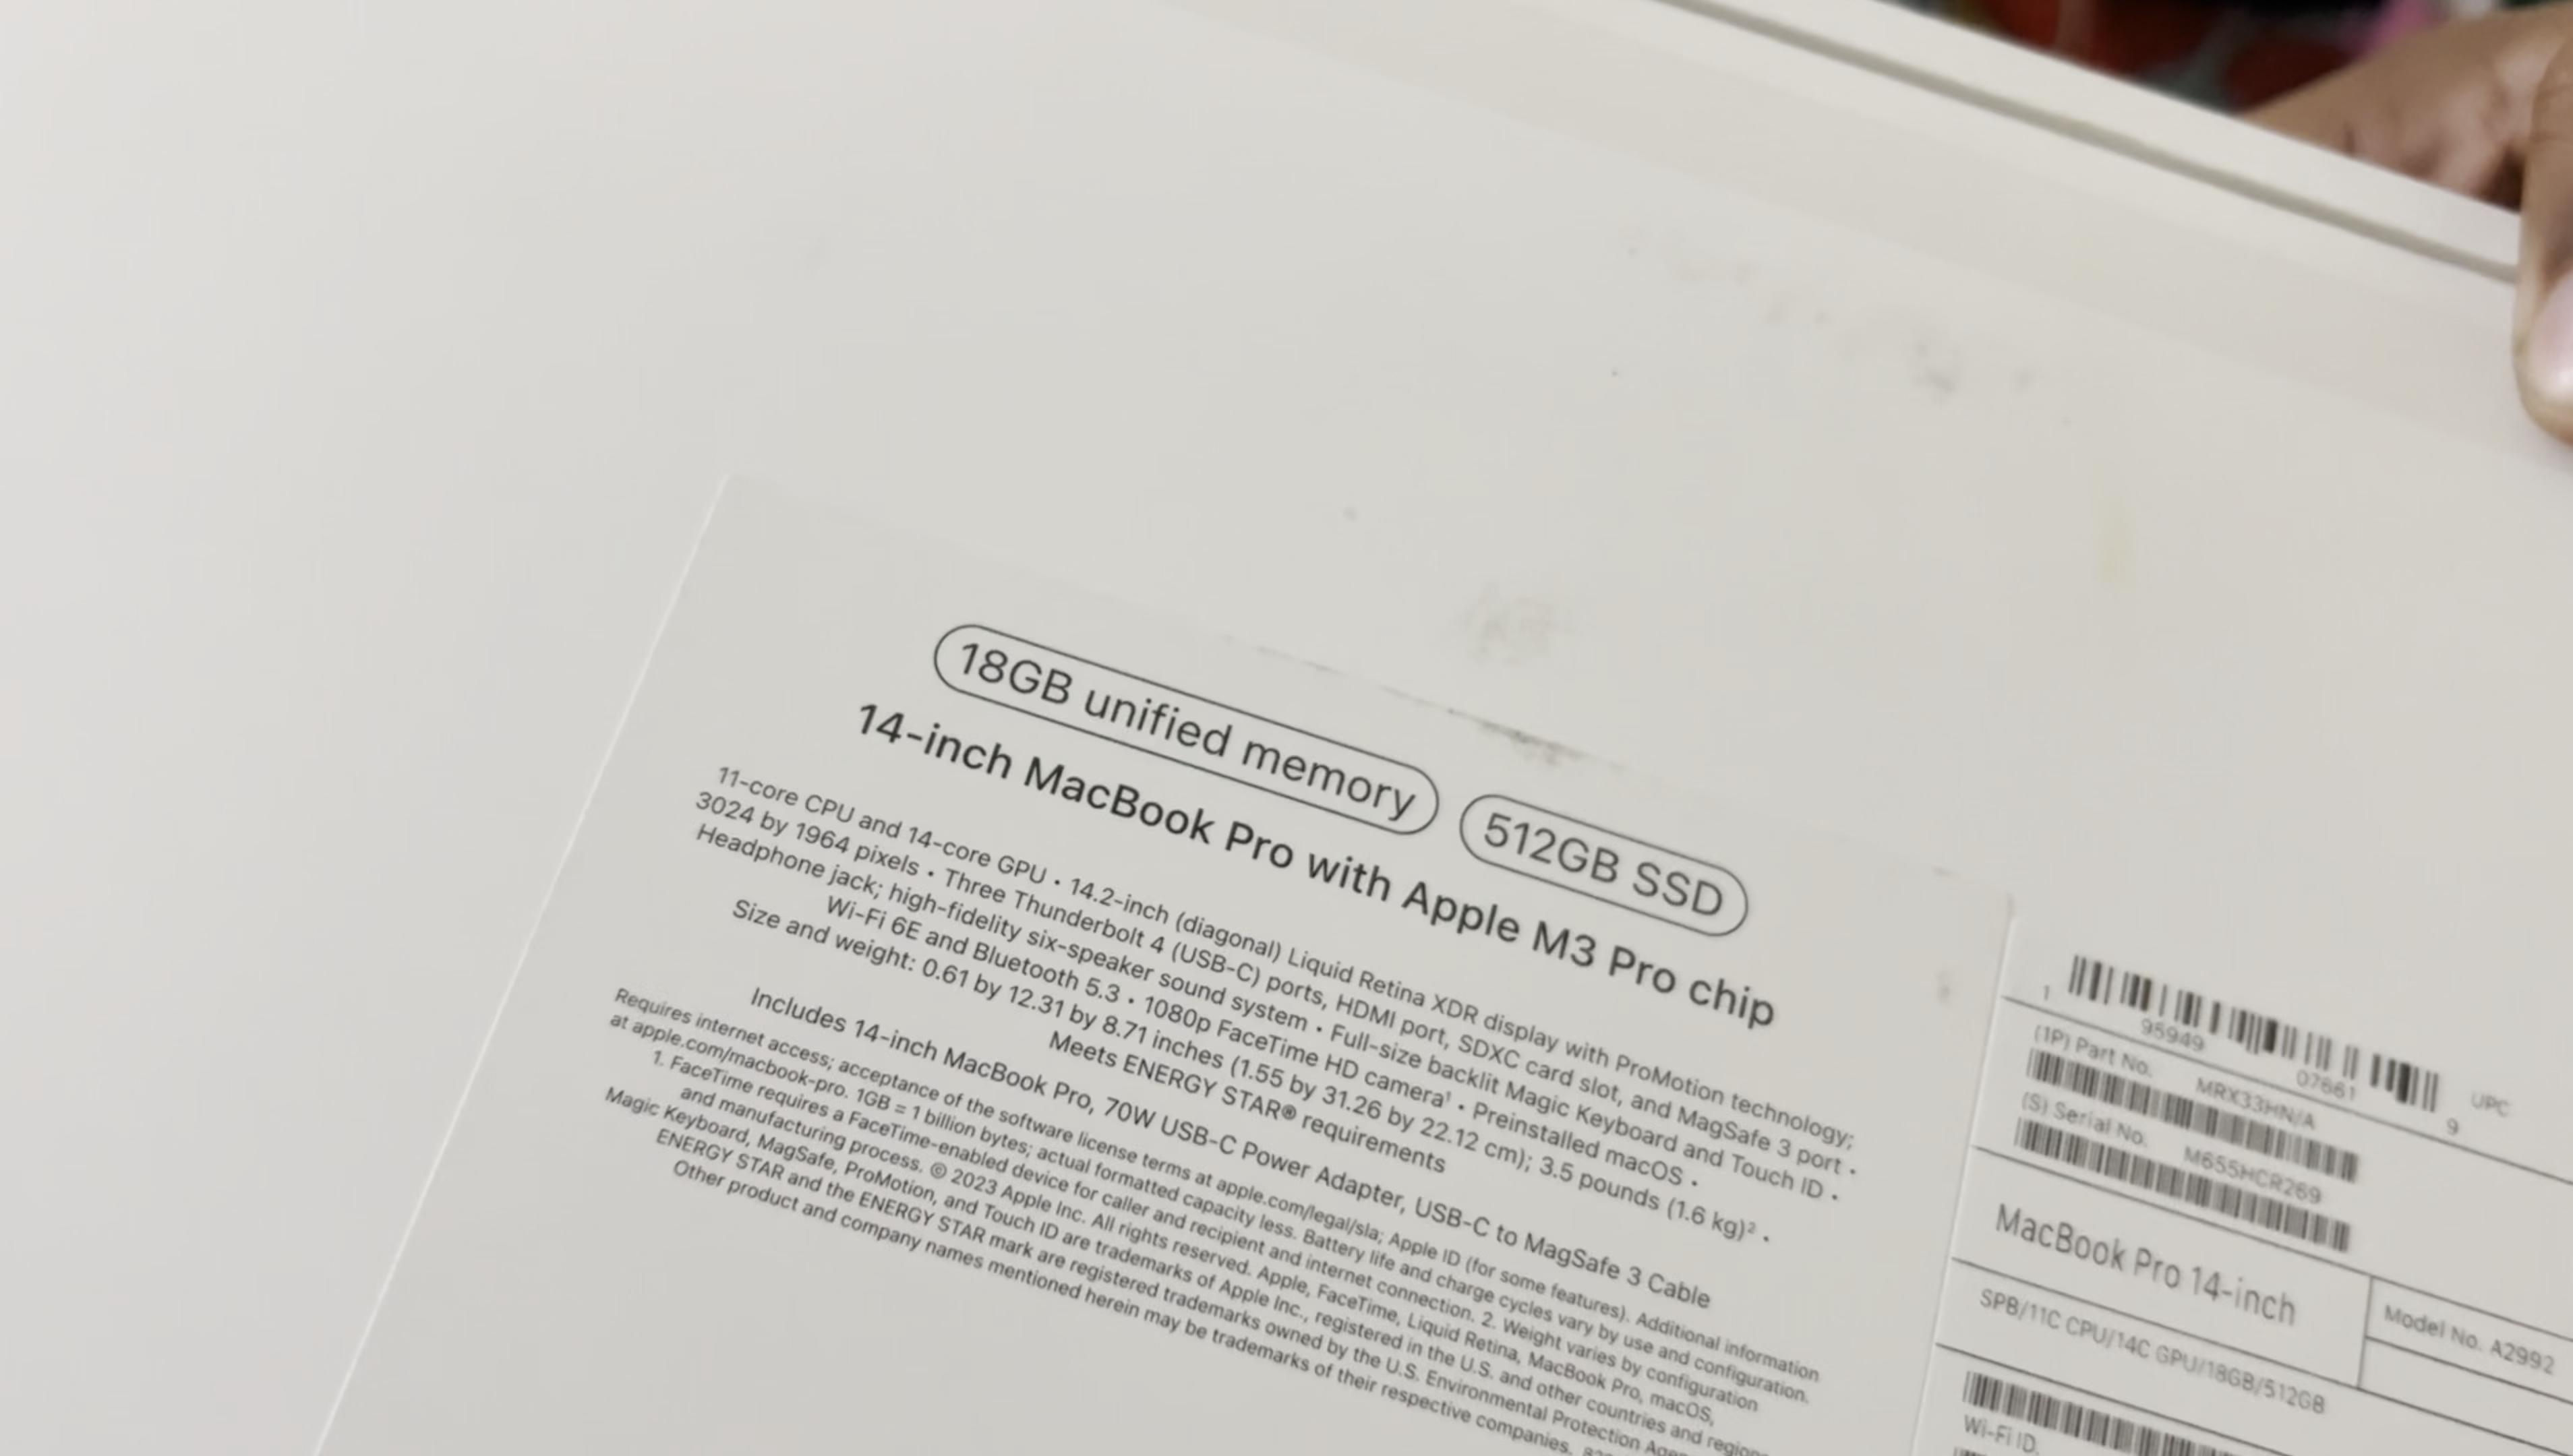 18GB unified memory
512GB SSD
14-inch MacBook Pro with Apple M3 Pro chip
11-core CPU and 14-core GPU • 14.2-inch (diagonal) Liquid Retina XDR display with ProMotion technology;
3024 by 1964 pixels • Three Thunderbolt 4 (USB-C) ports, HDMI port, SDXC card slot, and MagSafe 3 port •
Headphone jack; high-fidelity six-speaker sound system • Full-size backlit Magic Keyboard and Touch ID •
Wi-Fi 6E and Bluetooth 5.3 • 1080p FaceTime HD camera¹ • Preinstalled macOS •
Size and weight: 0.61 by 12.31 by 8.71 inches (1.55 by 31.26 by 22.12 cm); 3.5 pounds (1.6 kg)² •
Meets ENERGY STAR® requirements
Includes 14-inch MacBook Pro, 70W USB-C Power Adapter, USB-C to MagSafe 3 Cable
Requires internet access; acceptance of the software license terms at apple.com/legal/sla; Apple ID (for some features). Additional information
at apple.com/macbook-pro. 1GB = 1 billion bytes; actual formatted capacity less. Battery life and charge cycles vary by use and configuration.
1. FaceTime requires a FaceTime-enabled device for caller and recipient and internet connection. 2. Weight varies by configuration
and manufacturing process. © 2023 Apple Inc. All rights reserved. Apple, FaceTime, Liquid Retina, MacBook Pro, macOS,
Magic Keyboard, MagSafe, ProMotion, and Touch ID are trademarks of Apple Inc., registered in the U.S. and other countries and regions.
ENERGY STAR and the ENERGY STAR mark are registered trademarks owned by the U.S. Environmental Protection
Other product and company names mentioned herein may be trademarks of their respective companies.
1 95949 07661 9 UPC
(1P) Part No. MRX33HN/A
(S) Serial No. M655HCR269
MacBook Pro 14-inch
Model No. A2992
SPB/11C CPU/14C GPU/18GB/512GB
Wi-Fi ID.